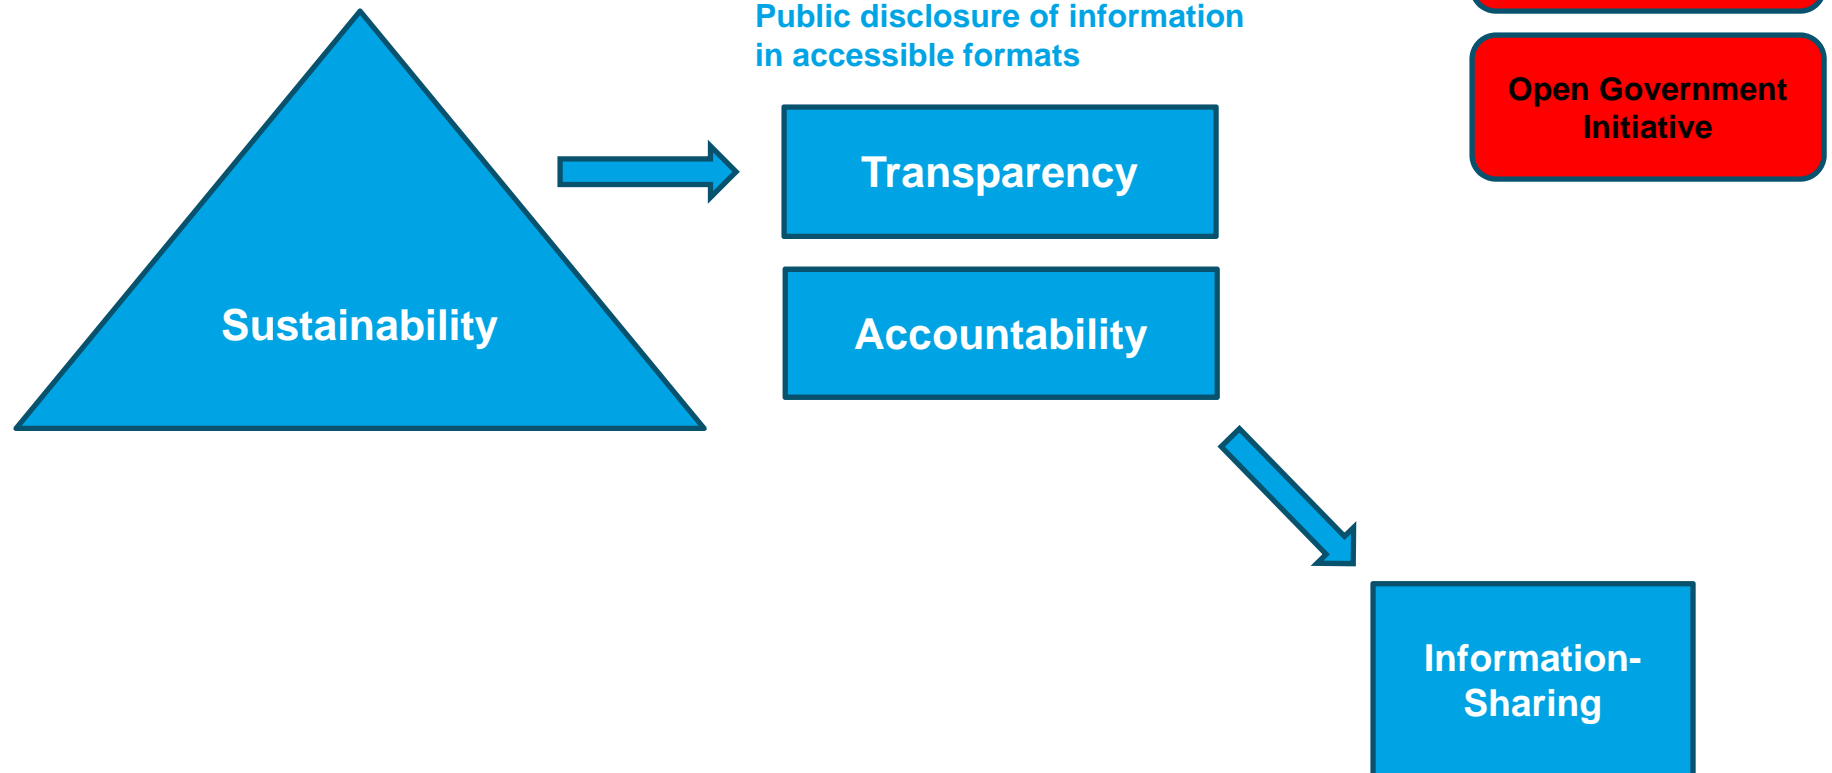 Public disclosure of information
in accessible formats
Open Government
Initiative
Transparency
Sustainability
Accountability
Information-
Sharing